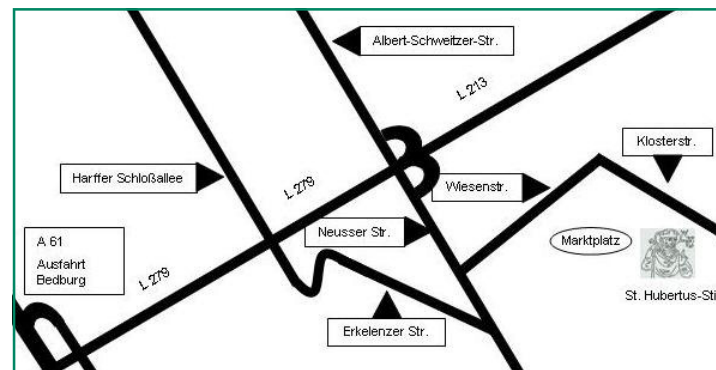 Albert-Schweitzer-Str.
L 213
Klosterstr.
Harffer Schloßallee
L 279
Wiesenstr.
Neusser Str.
Marktplatz
A 61
Ausfahrt
Bedburg
L 279
St. Hubertus-Sti
Erkelenzer Str.